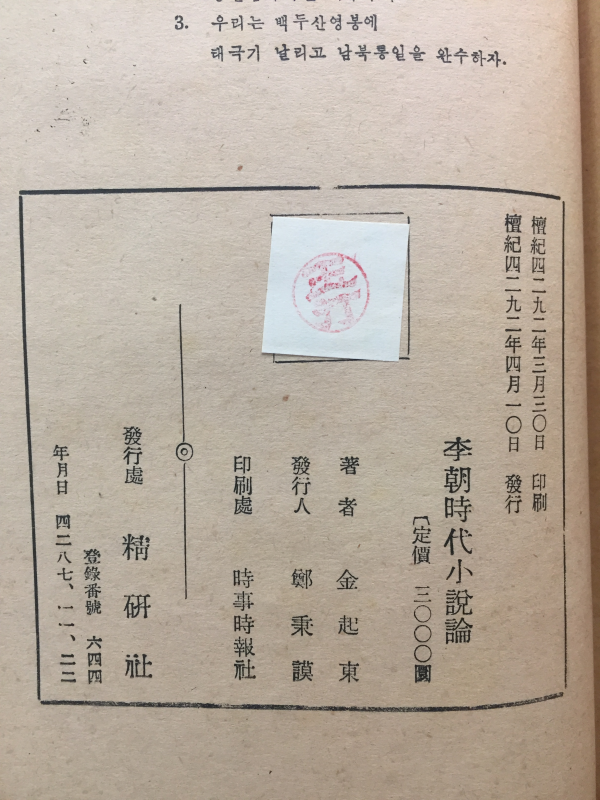 3. 우리는 백두산영봉에
태극기 날리고 남북통일을 완수하자.
檀紀四二九二年三月三〇日 印刷
檀紀四二九二年四月一〇日 發行
李朝時代小說論
〔定價 三〇〇〇圜
著者 金起東
發行人 鄭秉謨
印刷處 時事時報社
發行處 精硏社
登錄番號 六四四
年月日 四二八七、一一、二二